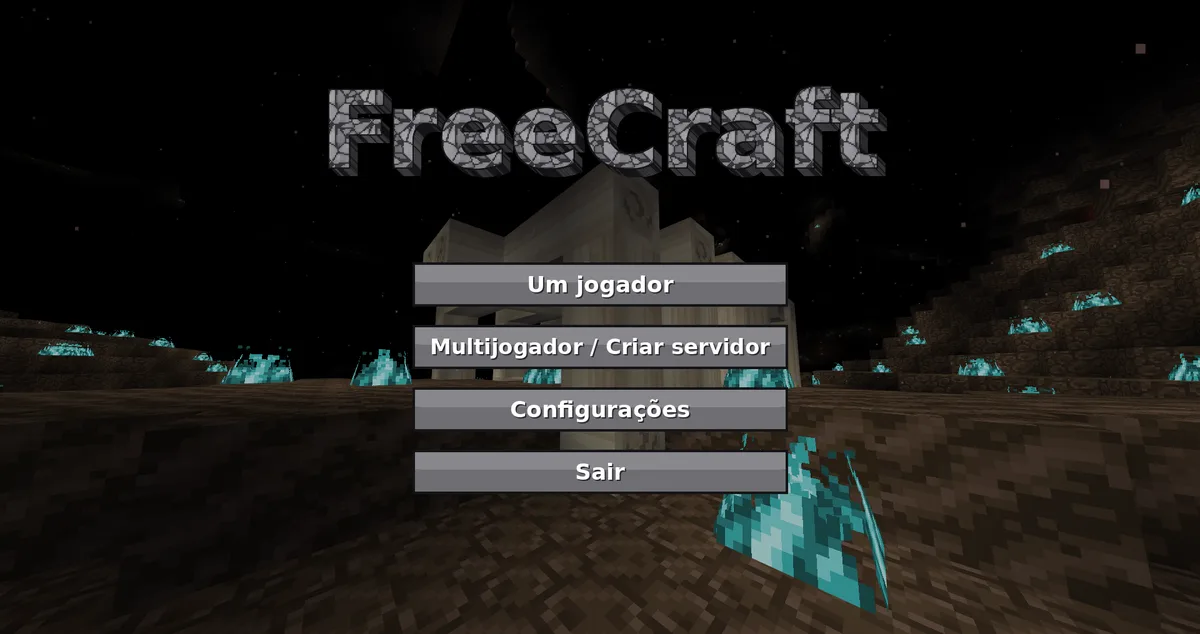 FreeCraft
Um jogador
Multijogador / Criar servidor
Configurações
Sair